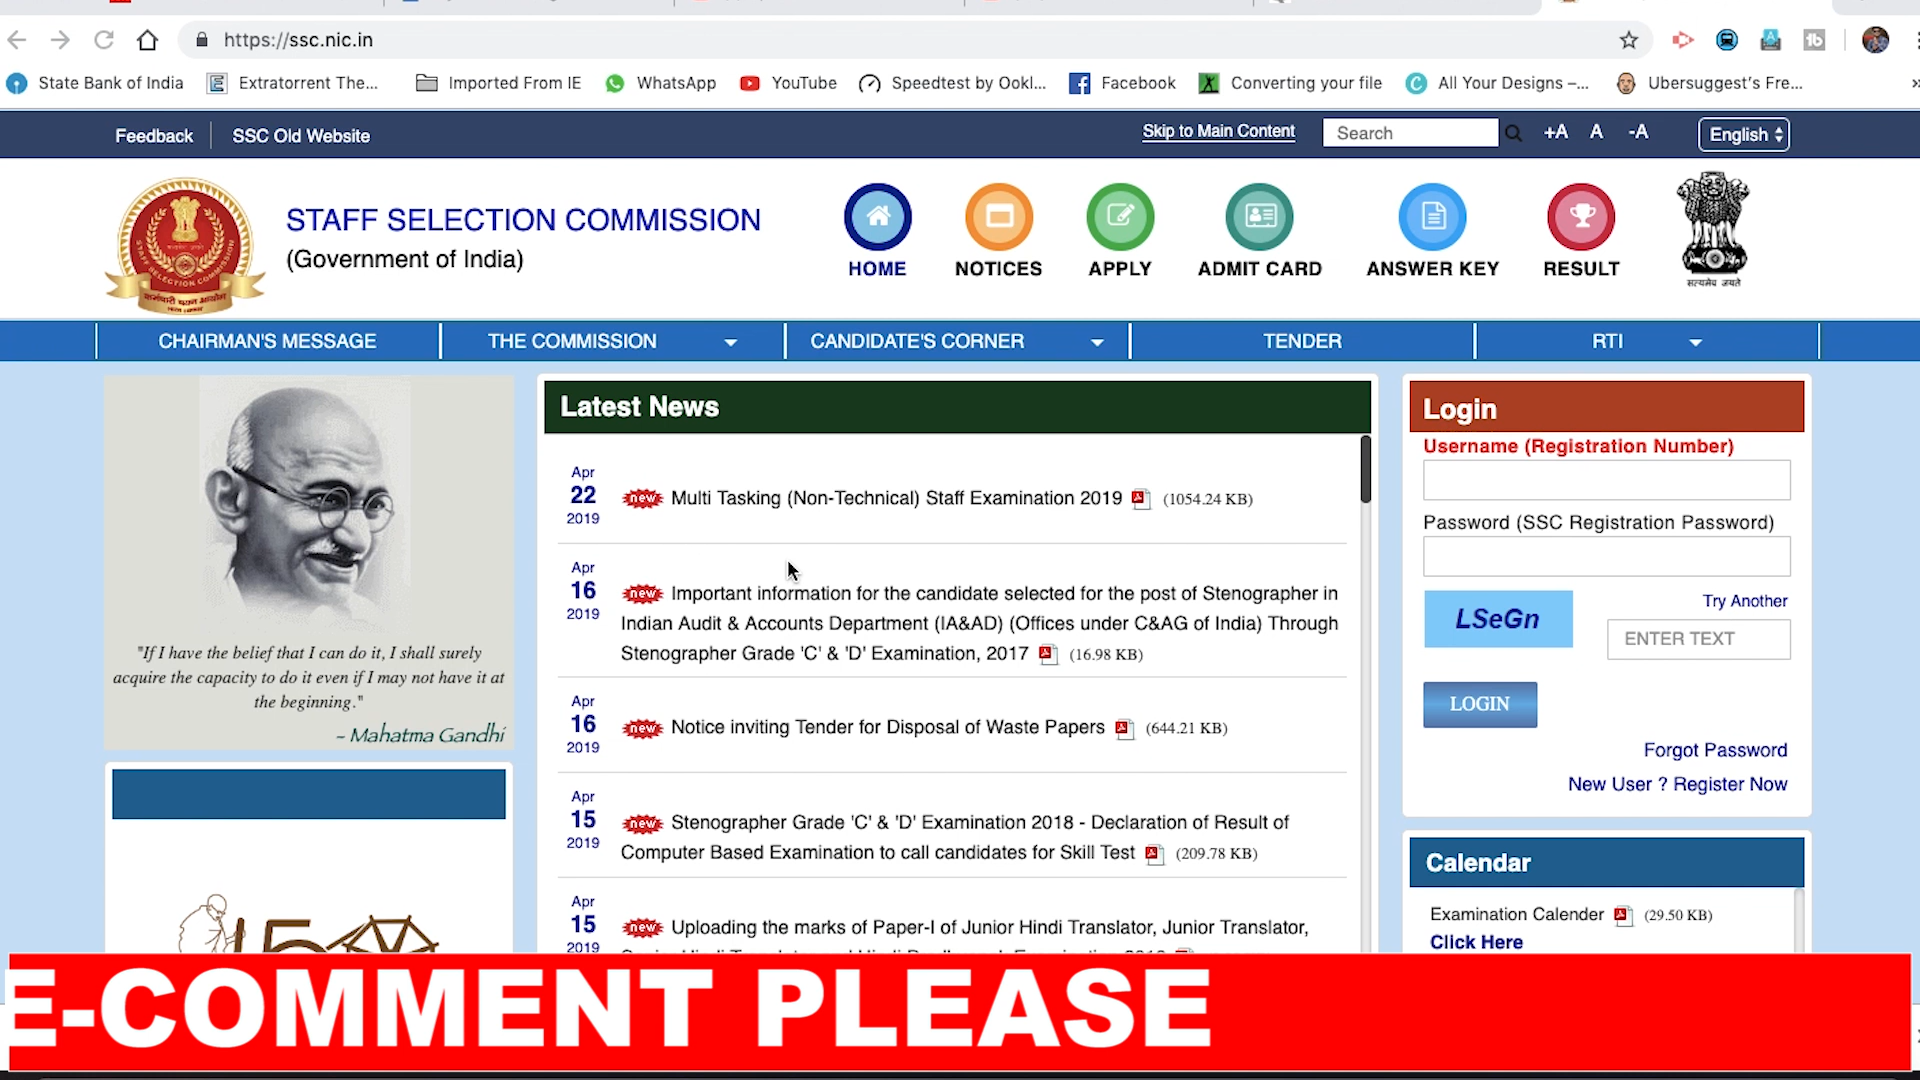 https://ssc.nic.in
State Bank of India
Extratorrent The...
Imported From IE
WhatsApp
YouTube
Speedtest by Ookl...
Facebook
Converting your file
All Your Designs –...
Ubersuggest's Fre...
Feedback
SSC Old Website
Skip to Main Content
Search
+A A -A
English
STAFF SELECTION COMMISSION
(Government of India)
HOME
NOTICES
APPLY
ADMIT CARD
ANSWER KEY
RESULT
सत्यमेव जयते
CHAIRMAN'S MESSAGE
THE COMMISSION
CANDIDATE'S CORNER
TENDER
RTI
"If I have the belief that I can do it, I shall surely
acquire the capacity to do it even if I may not have it at
the beginning."
~ Mahatma Gandhi
Latest News
Apr
22
2019
new Multi Tasking (Non-Technical) Staff Examination 2019 (1054.24 KB)
Apr
16
2019
new Important information for the candidate selected for the post of Stenographer in
Indian Audit & Accounts Department (IA&AD) (Offices under C&AG of India) Through
Stenographer Grade 'C' & 'D' Examination, 2017 (16.98 KB)
Apr
16
2019
new Notice inviting Tender for Disposal of Waste Papers (644.21 KB)
Apr
15
2019
new Stenographer Grade 'C' & 'D' Examination 2018 - Declaration of Result of
Computer Based Examination to call candidates for Skill Test (209.78 KB)
Apr
15
2019
new Uploading the marks of Paper-I of Junior Hindi Translator, Junior Translator,
Login
Username (Registration Number)
Password (SSC Registration Password)
LSeGn
Try Another
ENTER TEXT
LOGIN
Forgot Password
New User ? Register Now
Calendar
Examination Calender (29.50 KB)
Click Here
E-COMMENT PLEASE